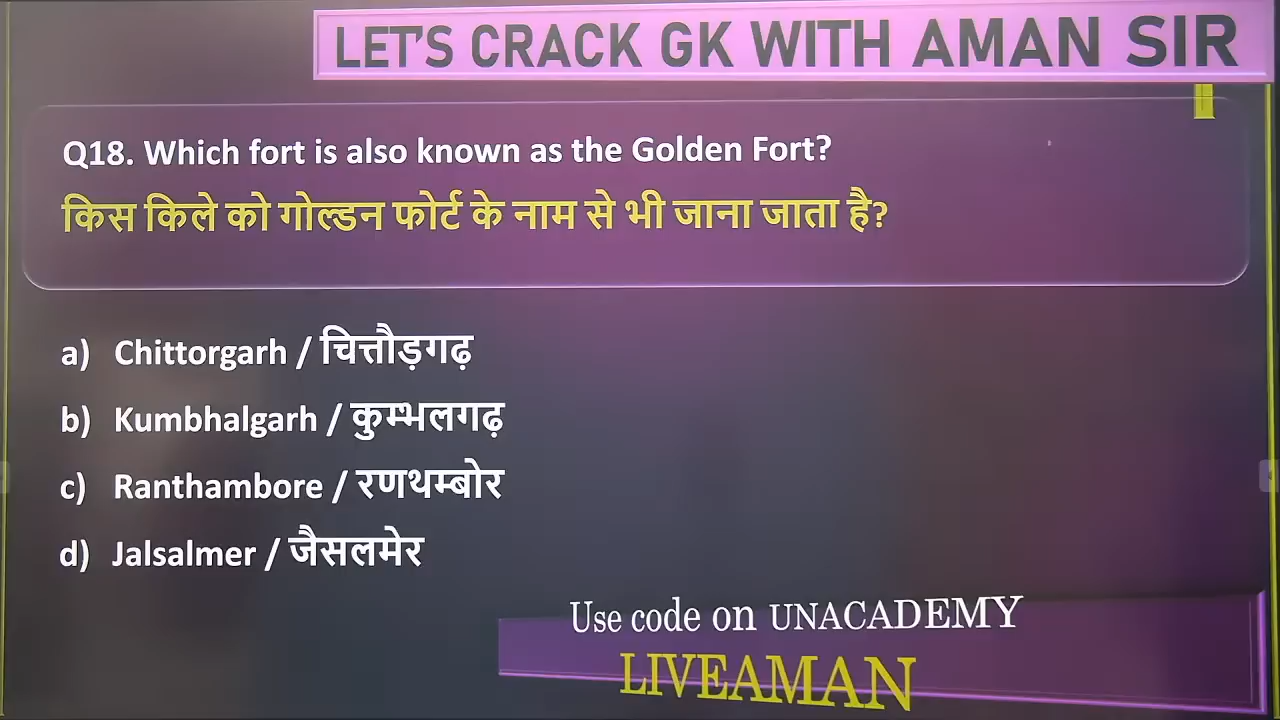 LET'S CRACK GK WITH AMAN SIR
Q18. Which fort is also known as the Golden Fort?
किस किले को गोल्डन फोर्ट के नाम से भी जाना जाता है?
a) Chittorgarh / चित्तौड़गढ़
b) Kumbhalgarh / कुम्भलगढ़
c) Ranthambore / रणथम्बोर
d) Jalsalmer / जैसलमेर
Use code on UNACADEMY
LIVEAMAN